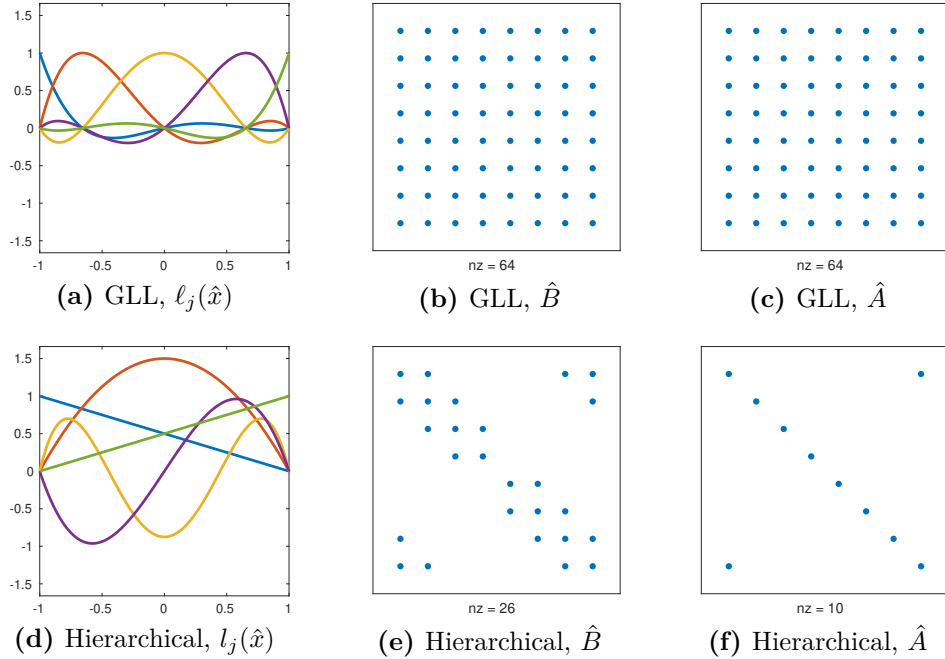 1.5
1
0.5
0
-0.5
-1
-1.5
-1 -0.5 0 0.5 1
nz = 64
nz = 64
(a) GLL, ℓ_j(x̂)
(b) GLL, B̂
(c) GLL, Â
1.5
1
0.5
0
-0.5
-1
-1.5
-1 -0.5 0 0.5 1
nz = 26
nz = 10
(d) Hierarchical, l_j(x̂)
(e) Hierarchical, B̂
(f) Hierarchical, Â